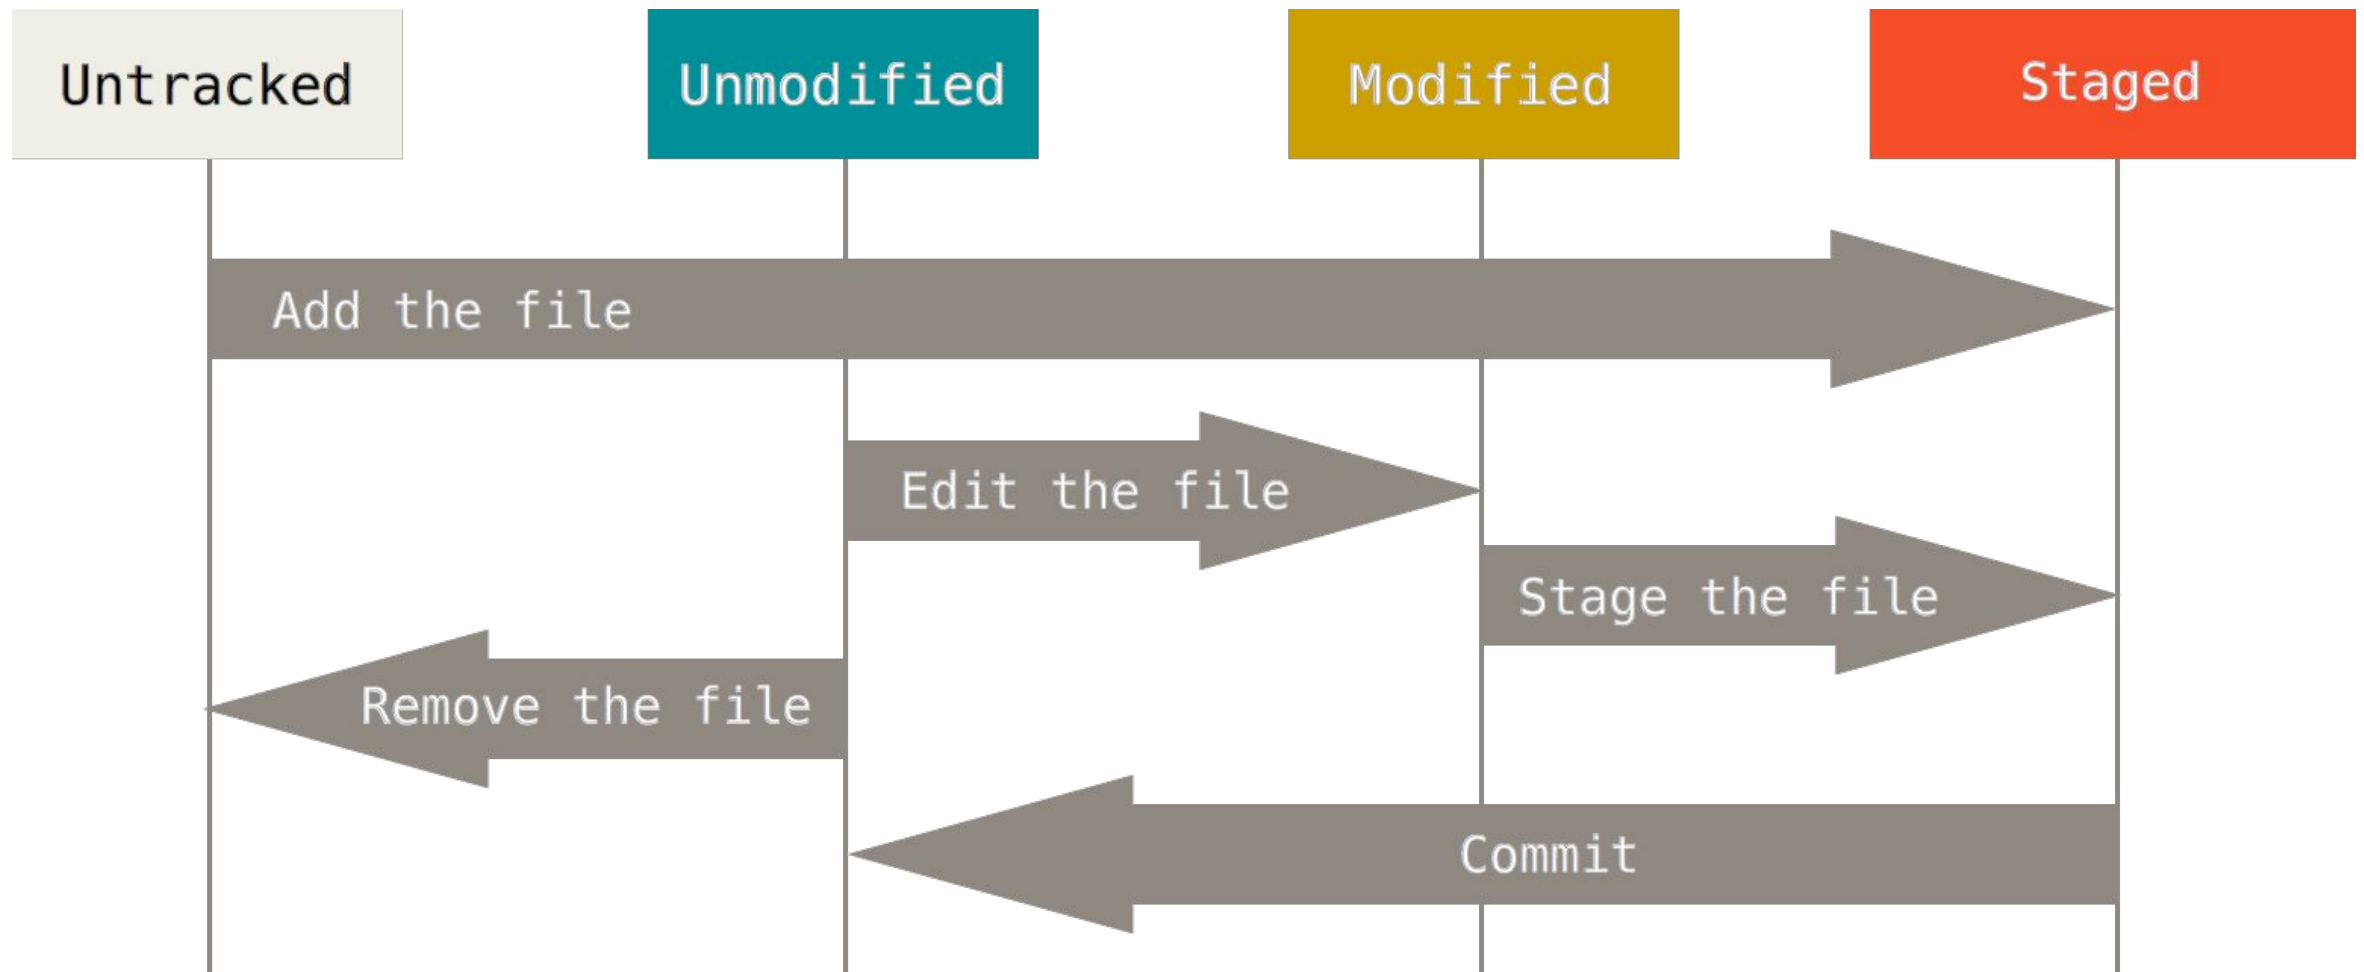 Untracked
Unmodified
Modified
Staged
Add the file
Edit the file
Stage the file
Remove the file
Commit